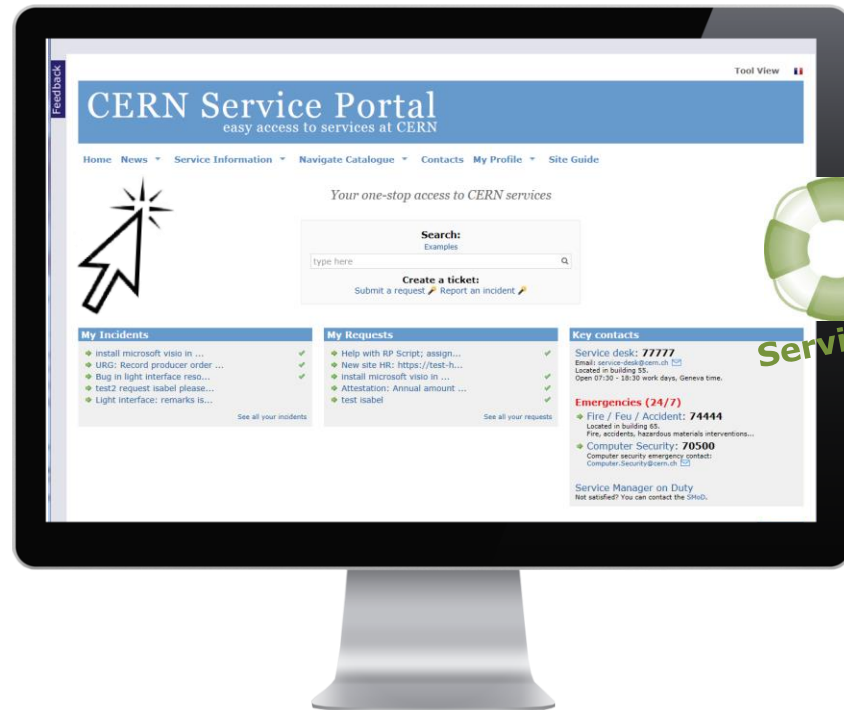 Feedback
Tool View
CERN Service Portal
easy access to services at CERN
Home News Service Information Navigate Catalogue Contacts My Profile Site Guide
Your one-stop access to CERN services
Search:
Examples
type here
Create a ticket:
Submit a request Report an incident
My Incidents
install microsoft visio in ...
URG: Record producer order ...
Bug in light interface reso...
test2 request isabel please...
Light interface: remarks is...
See all your incidents
My Requests
Help with RP Script; assign...
New site HR: https://test-h...
install microsoft visio in ...
Attestation: Annual amount ...
test isabel
See all your requests
Key contacts
Service desk: 77777
Email: service-desk@cern.ch
Located in building 55.
Open 07:30 - 18:30 work days, Geneva time.
Emergencies (24/7)
Fire / Feu / Accident: 74444
Located in building 65.
Fire, accidents, hazardous materials interventions...
Computer Security: 70500
Computer security emergency contact:
Computer.Security@cern.ch
Service Manager on Duty
Not satisfied? You can contact the SMoD.